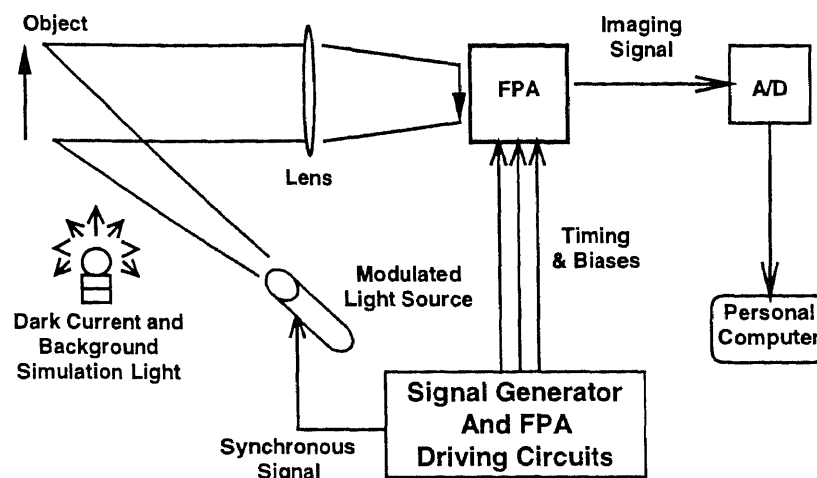 Object
Imaging
Signal
FPA
A/D
Lens
Timing
& Biases
Modulated
Light Source
Dark Current and
Background
Simulation Light
Personal
Computer
Signal Generator
And FPA
Driving Circuits
Synchronous
Signal